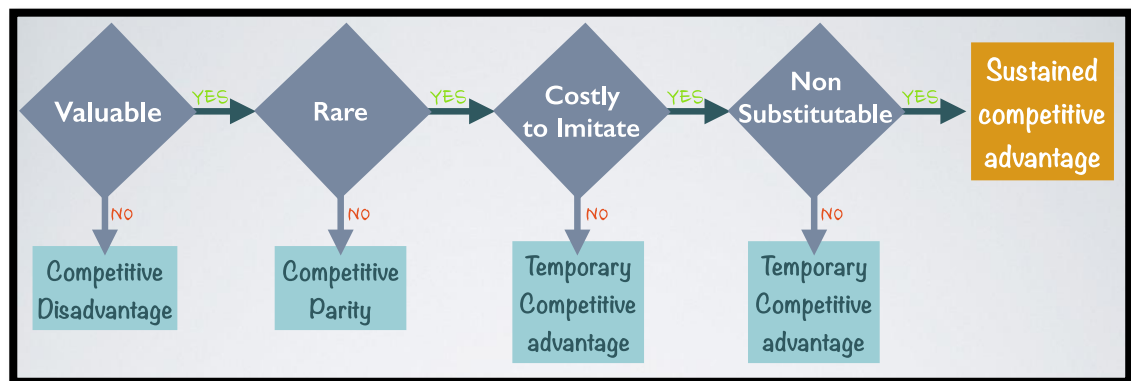 Valuable
YES
Rare
YES
Costly
to Imitate
YES
Non
Substitutable
YES
Sustained
competitive
advantage
NO
Competitive
Disadvantage
NO
Competitive
Parity
NO
Temporary
Competitive
advantage
NO
Temporary
Competitive
advantage